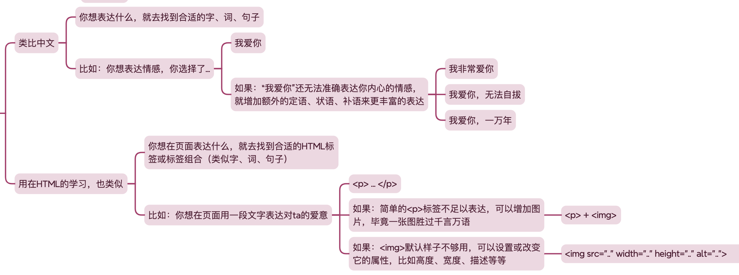 类比中文
你想表达什么，就去找到合适的字、词、句子
比如：你想表达情感，你选择了...
我爱你
如果："我爱你"还无法准确表达你内心的情感，
就增加额外的定语、状语、补语来更丰富的表达
我非常爱你
我爱你，无法自拔
我爱你，一万年
用在HTML的学习，也类似
你想在页面表达什么，就去找到合适的HTML标
签或标签组合（类似字、词、句子）
比如：你想在页面用一段文字表达对ta的爱意
<p> ... </p>
如果：简单的<p>标签不足以表达，可以增加图
片，毕竟一张图胜过千言万语
<p> + <img>
如果：<img>默认样子不够用，可以设置或改变
它的属性，比如高度、宽度、描述等等
<img src=".." width=".." height=".." alt="..">